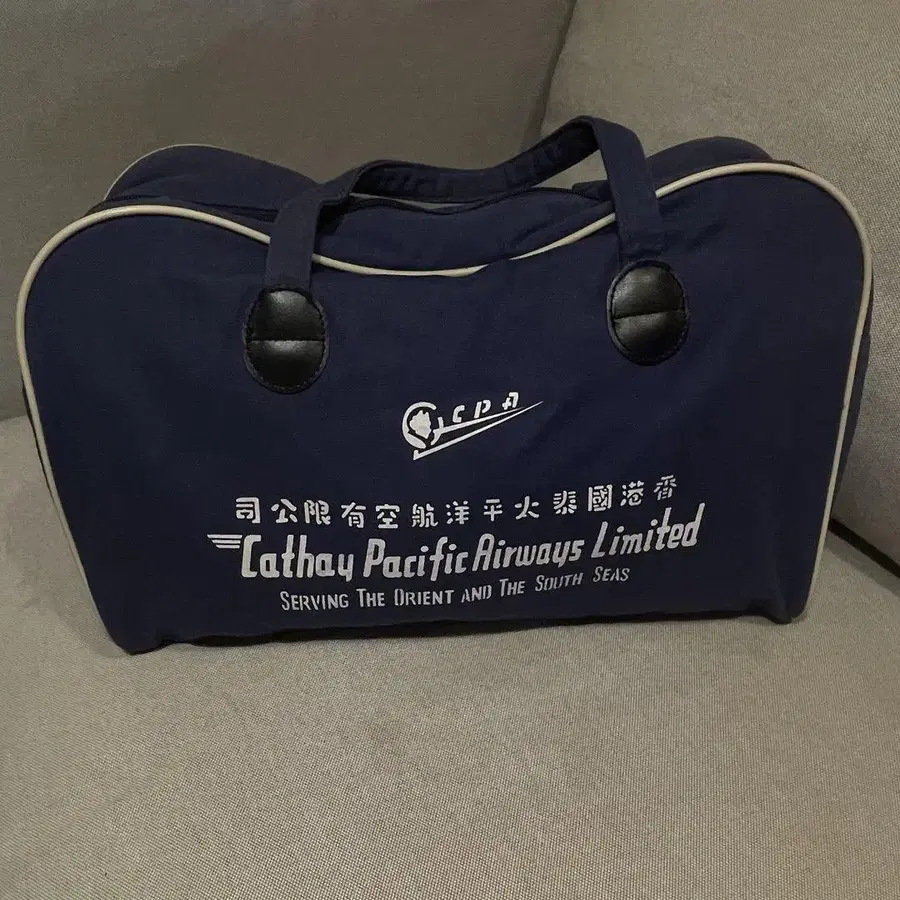 CPA
香港國泰太平洋航空有限公司
Cathay Pacific Airways Limited
SERVING THE ORIENT AND THE SOUTH SEAS